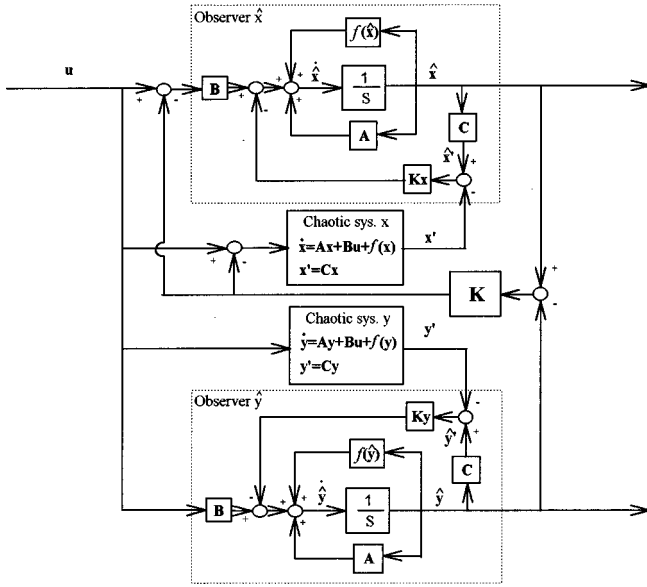 Observer x̂
f(x̂)
u
+
-
B
+
-
+
+
+
x̂̇
1
S
x̂
A
C
x̂'
+
-
Kx
Chaotic sys. x
ẋ=Ax+Bu+f(x)
x'=Cx
x'
+
-
K
+
-
Chaotic sys. y
ẏ=Ay+Bu+f(y)
y'=Cy
y'
Observer ŷ
Ky
-
+
ŷ'
f(ŷ)
C
B
-
+
+
+
+
ŷ̇
1
S
ŷ
A